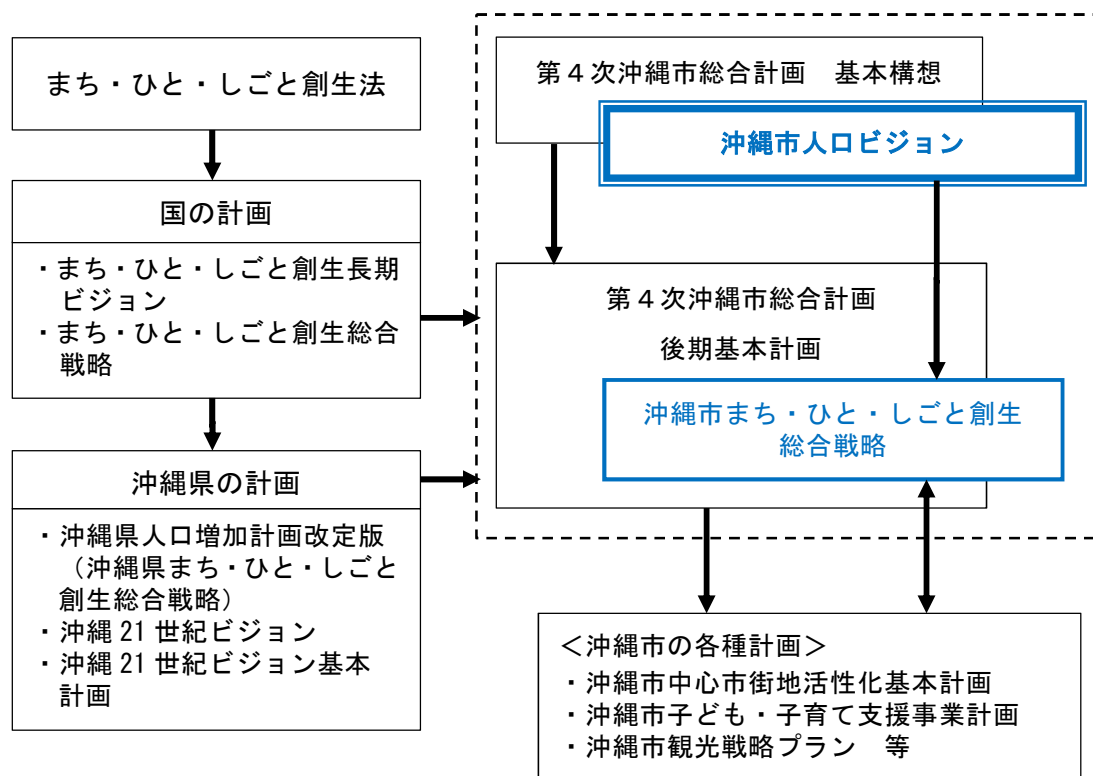 まち・ひと・しごと創生法
国の計画
・まち・ひと・しごと創生長期
ビジョン
・まち・ひと・しごと創生総合
戦略
沖縄県の計画
・沖縄県人口増加計画改定版
（沖縄県まち・ひと・しごと
創生総合戦略）
・沖縄21世紀ビジョン
・沖縄21世紀ビジョン基本
計画
第４次沖縄市総合計画　基本構想
沖縄市人口ビジョン
第４次沖縄市総合計画
後期基本計画
沖縄市まち・ひと・しごと創生
総合戦略
＜沖縄市の各種計画＞
・沖縄市中心市街地活性化基本計画
・沖縄市子ども・子育て支援事業計画
・沖縄市観光戦略プラン　等